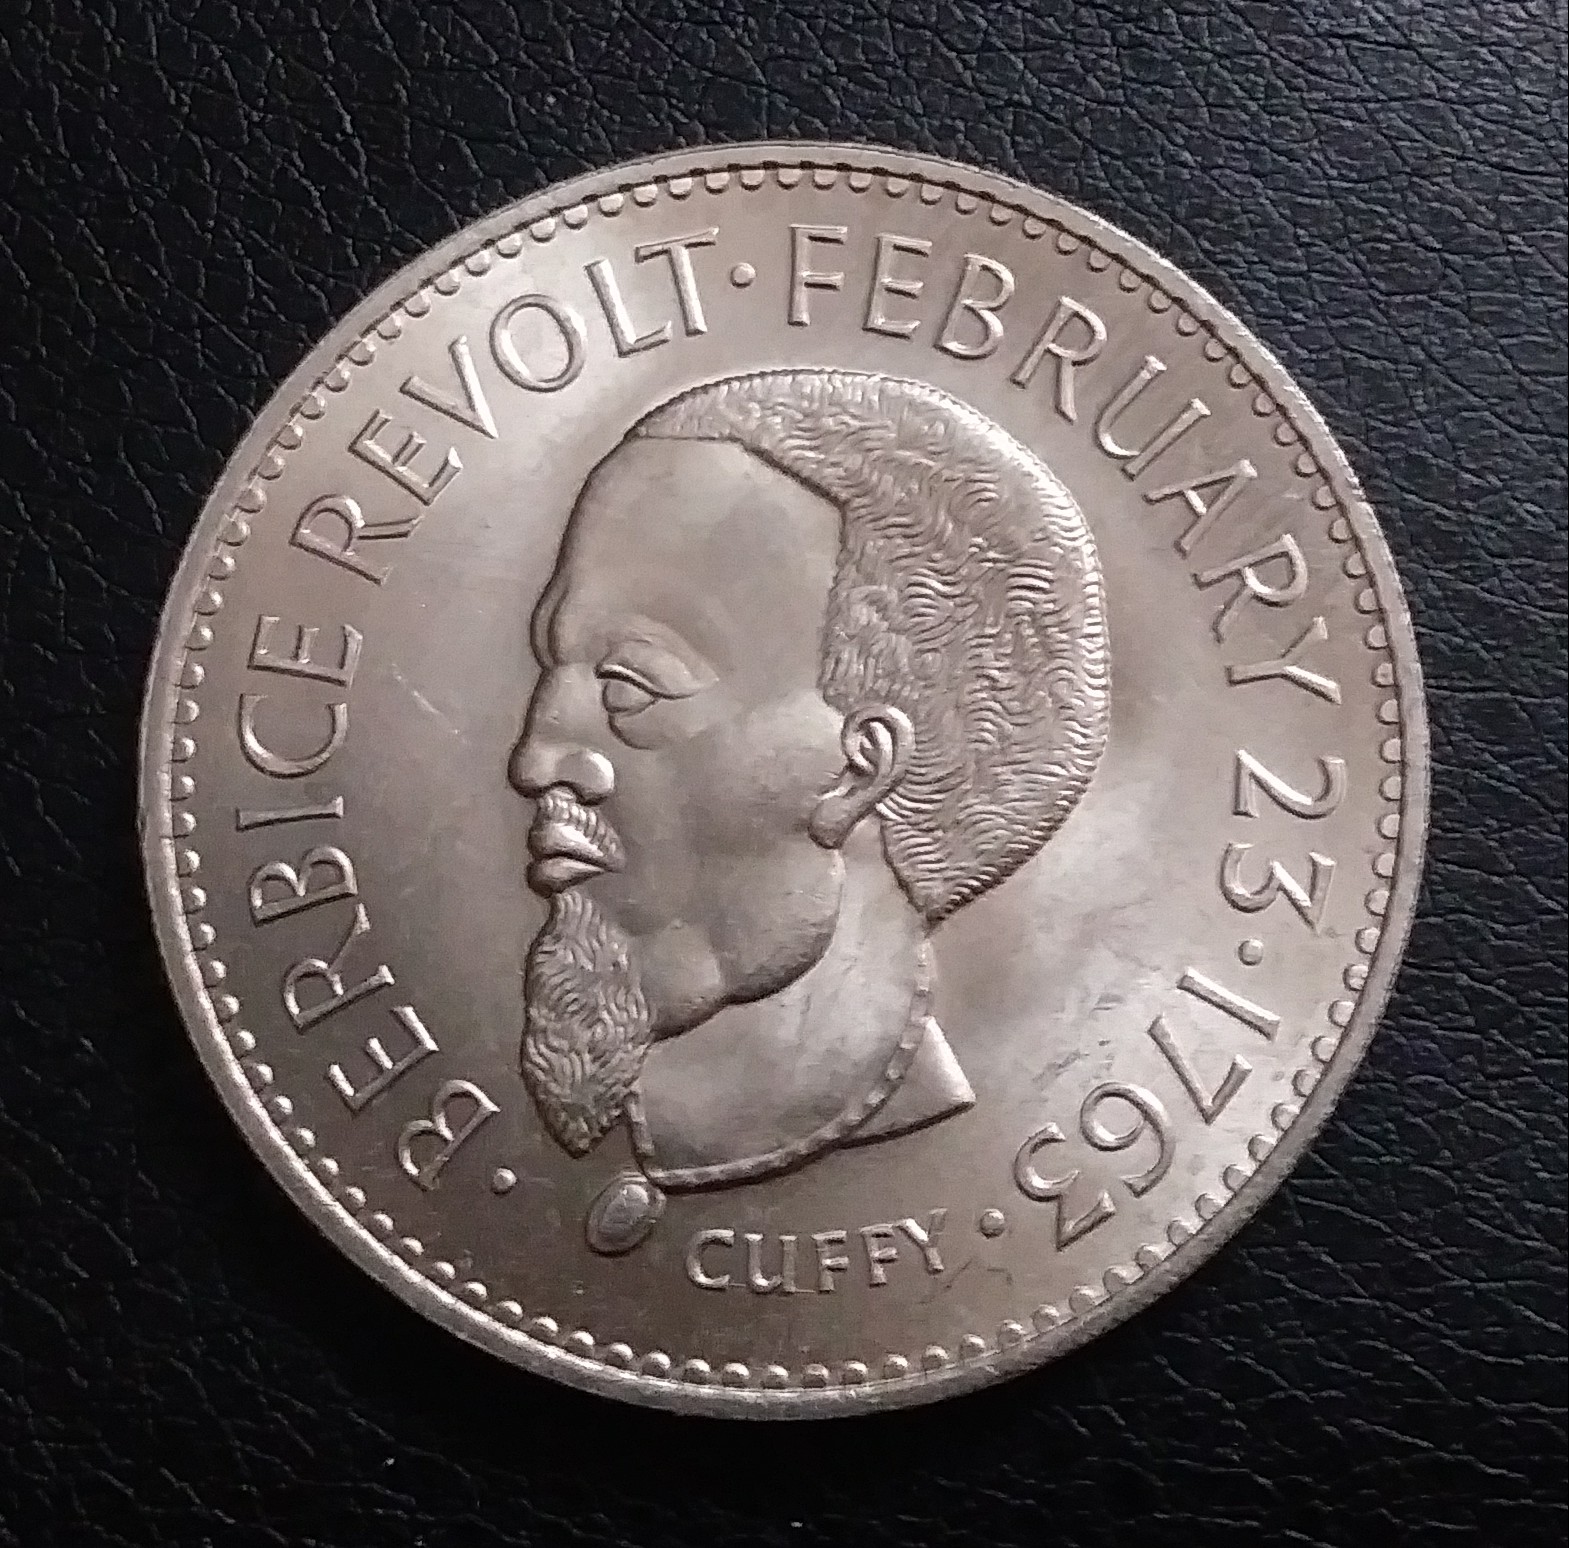 · BERBICE REVOLT · FEBRUARY 23 · 1763 ·
CUFFY